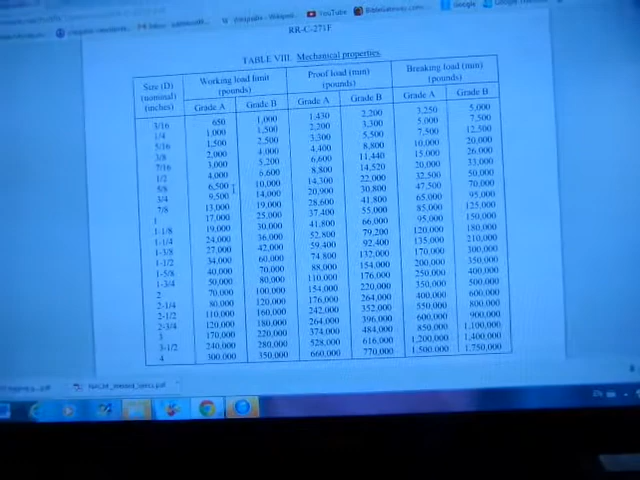 YouTube
Google
RR-C-271F
TABLE VIII. Mechanical properties.
Size (D) (nominal) (inches) Working load limit (pounds) Proof load (min) (pounds) Breaking load (min) (pounds)
Grade A Grade B Grade A Grade B Grade A Grade B
3/16 650 1,000 1,430 2,200 3,250 5,000
1/4 1,000 1,500 2,200 3,300 5,000 7,500
5/16 1,500 2,500 3,300 5,500 7,500 12,500
3/8 2,000 4,000 4,400 8,800 10,000 20,000
7/16 3,000 5,200 6,600 11,440 15,000 26,000
1/2 4,000 6,600 8,800 14,520 20,000 33,000
5/8 6,500 10,000 14,300 22,000 32,500 50,000
3/4 9,500 14,000 20,900 30,800 47,500 70,000
7/8 13,000 19,000 28,600 41,800 65,000 95,000
1 17,000 25,000 37,400 55,000 85,000 125,000
1-1/8 19,000 30,000 41,800 66,000 95,000 150,000
1-1/4 24,000 36,000 52,800 79,200 120,000 180,000
1-3/8 27,000 42,000 59,400 92,400 135,000 210,000
1-1/2 34,000 60,000 74,800 132,000 170,000 300,000
1-5/8 40,000 70,000 88,000 154,000 200,000 350,000
1-3/4 50,000 80,000 110,000 176,000 250,000 400,000
2 70,000 100,000 154,000 220,000 350,000 500,000
2-1/4 80,000 120,000 176,000 264,000 400,000 600,000
2-1/2 110,000 160,000 242,000 352,000 550,000 800,000
2-3/4 120,000 180,000 264,000 396,000 600,000 900,000
3 170,000 220,000 374,000 484,000 850,000 1,100,000
3-1/2 240,000 280,000 528,000 616,000 1,200,000 1,400,000
4 300,000 350,000 660,000 770,000 1,500,000 1,750,000